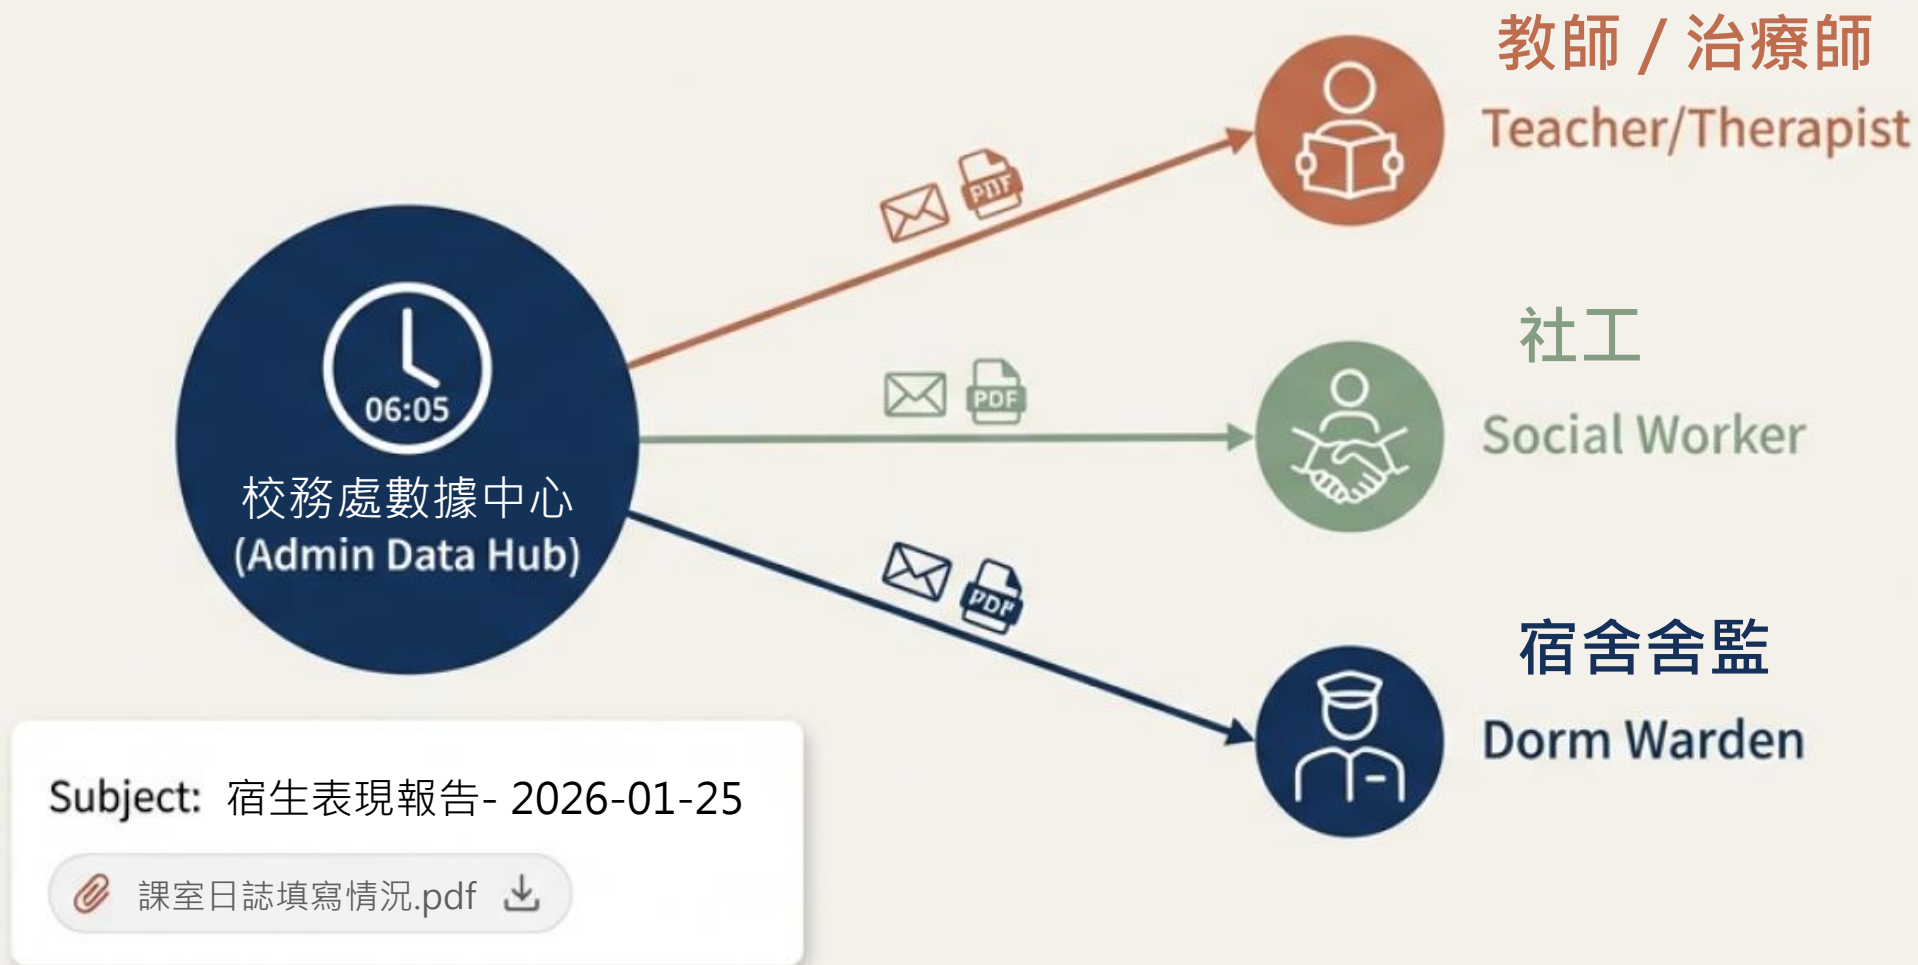 教師 / 治療師
Teacher/Therapist
PDF
06:05
校務處數據中心
(Admin Data Hub)
PDF
社工
Social Worker
PDF
宿舍舍監
Dorm Warden
Subject: 宿生表現報告- 2026-01-25
課室日誌填寫情況.pdf